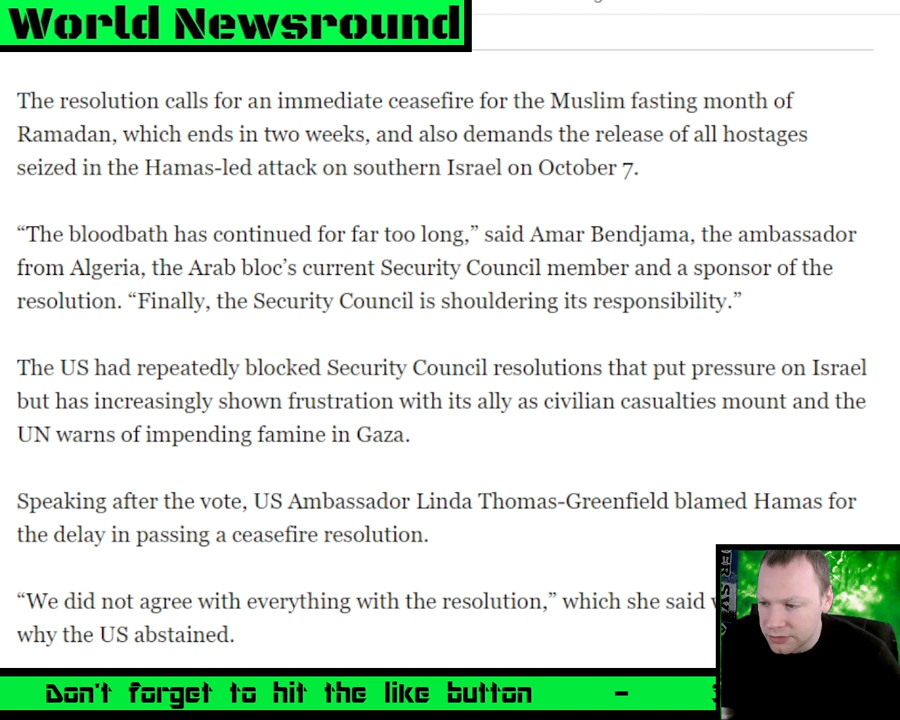 World Newsround
The resolution calls for an immediate ceasefire for the Muslim fasting month of
Ramadan, which ends in two weeks, and also demands the release of all hostages
seized in the Hamas-led attack on southern Israel on October 7.
“The bloodbath has continued for far too long,” said Amar Bendjama, the ambassador
from Algeria, the Arab bloc’s current Security Council member and a sponsor of the
resolution. “Finally, the Security Council is shouldering its responsibility.”
The US had repeatedly blocked Security Council resolutions that put pressure on Israel
but has increasingly shown frustration with its ally as civilian casualties mount and the
UN warns of impending famine in Gaza.
Speaking after the vote, US Ambassador Linda Thomas-Greenfield blamed Hamas for
the delay in passing a ceasefire resolution.
“We did not agree with everything with the resolution,” which she said
why the US abstained.
Don't forget to hit the like button -